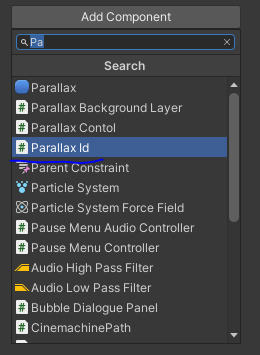 Add Component
Pa
Search
Parallax
Parallax Background Layer
Parallax Contol
Parallax Id
Parent Constraint
Particle System
Particle System Force Field
Pause Menu Audio Controller
Pause Menu Controller
Audio High Pass Filter
Audio Low Pass Filter
Bubble Dialogue Panel
CinemachinePath